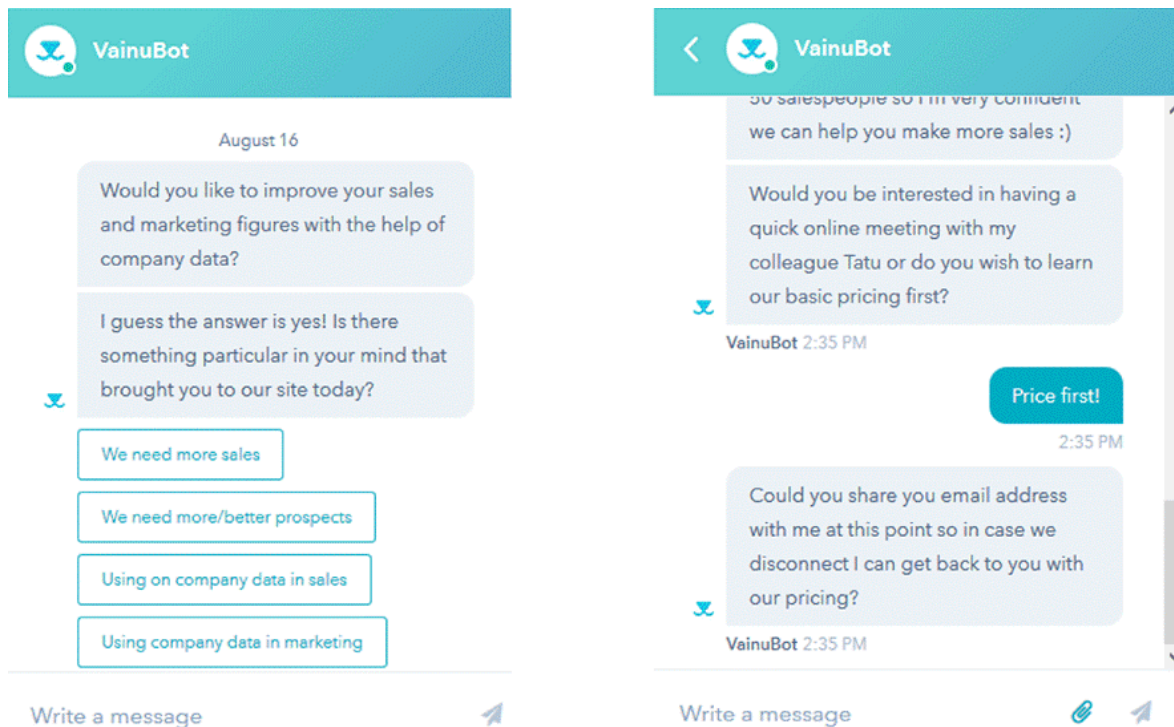 VainuBot
August 16
Would you like to improve your sales
and marketing figures with the help of
company data?
I guess the answer is yes! Is there
something particular in your mind that
brought you to our site today?
We need more sales
We need more/better prospects
Using on company data in sales
Using company data in marketing
Write a message
VainuBot
50 salespeople so I'm very confident
we can help you make more sales :)
Would you be interested in having a
quick online meeting with my
colleague Tatu or do you wish to learn
our basic pricing first?
VainuBot 2:35 PM
Price first!
2:35 PM
Could you share you email address
with me at this point so in case we
disconnect I can get back to you with
our pricing?
VainuBot 2:35 PM
Write a message